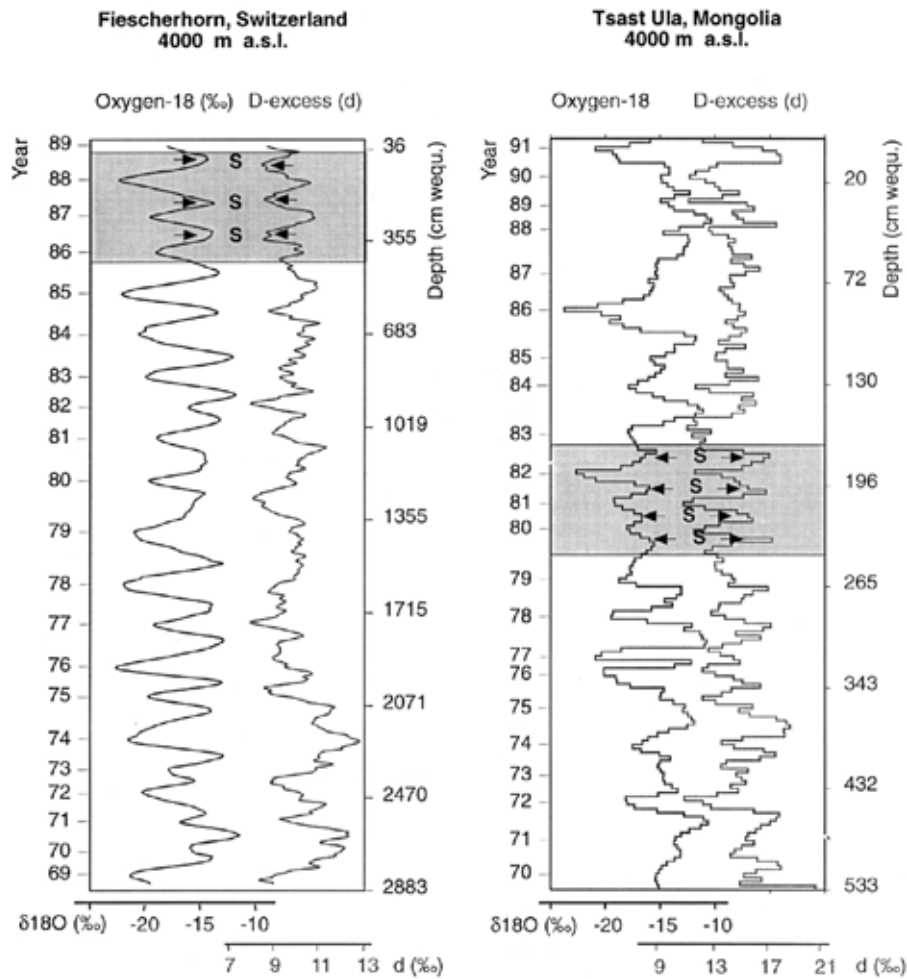 Fiescherhorn, Switzerland
4000 m a.s.l.
Oxygen-18 (‰) D-excess (d)
Year
89
88
87
86
85
84
83
82
81
80
79
78
77
76
75
74
73
72
71
70
69
S
S
S
36
355
683
1019
1355
1715
2071
2470
2883
Depth (cm wequ.)
δ18O (‰) -20 -15 -10
7 9 11 13 d (‰)
Tsast Ula, Mongolia
4000 m a.s.l.
Oxygen-18 D-excess (d)
Year
91
90
89
88
87
86
85
84
83
82
81
80
79
78
77
76
75
74
73
72
71
70
S
S
S
S
20
72
130
196
265
343
432
533
Depth (cm wequ.)
δ18O (‰) -20 -15 -10
9 13 17 21 d (‰)